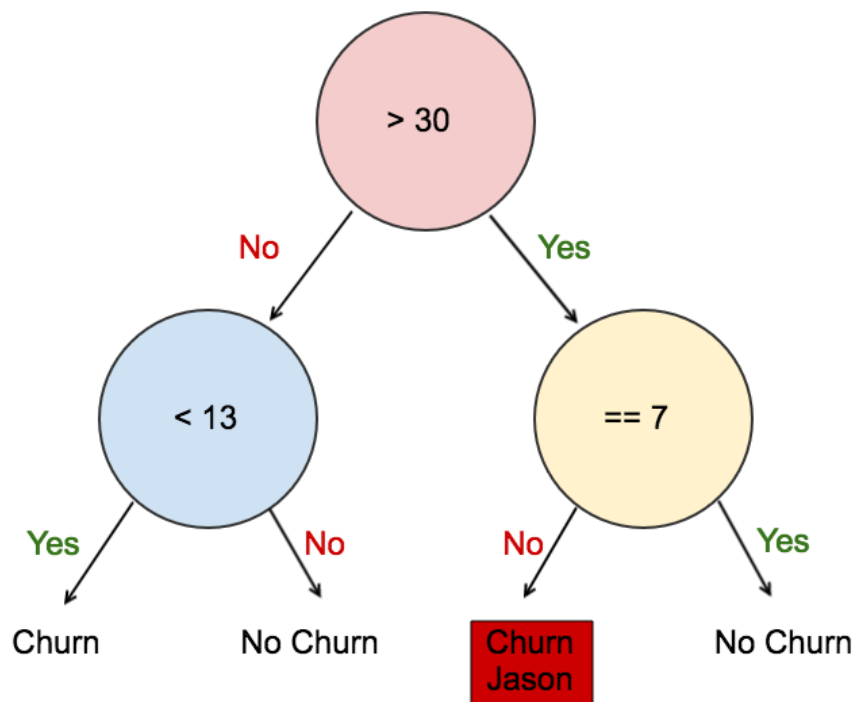 > 30
No
Yes
< 13
== 7
Yes
No
No
Yes
Churn
No Churn
Churn
Jason
No Churn